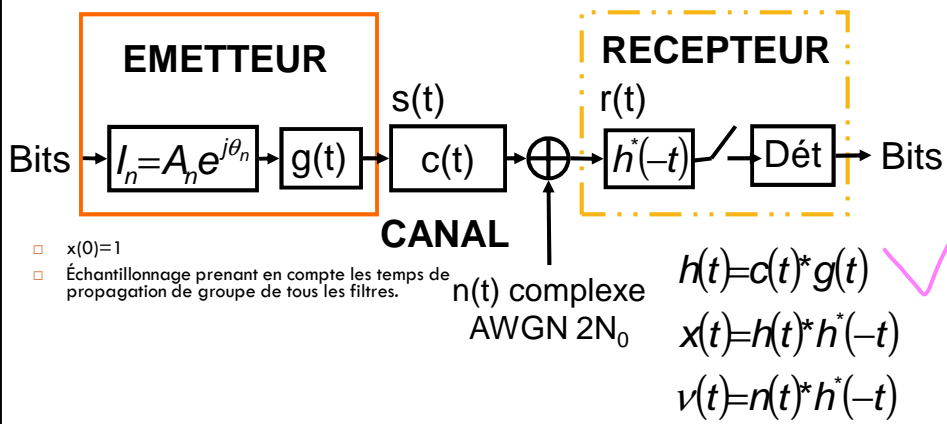 EMETTEUR
RECEPTEUR
s(t)
r(t)
Bits
Iₙ=Aₙe^{jθₙ}
g(t)
c(t)
h*(−t)
Dét
Bits
CANAL
x(0)=1
Échantillonnage prenant en compte les temps de
propagation de groupe de tous les filtres.
n(t) complexe
AWGN 2N₀
h(t)=c(t)*g(t)
x(t)=h(t)*h*(−t)
ν(t)=n(t)*h*(−t)